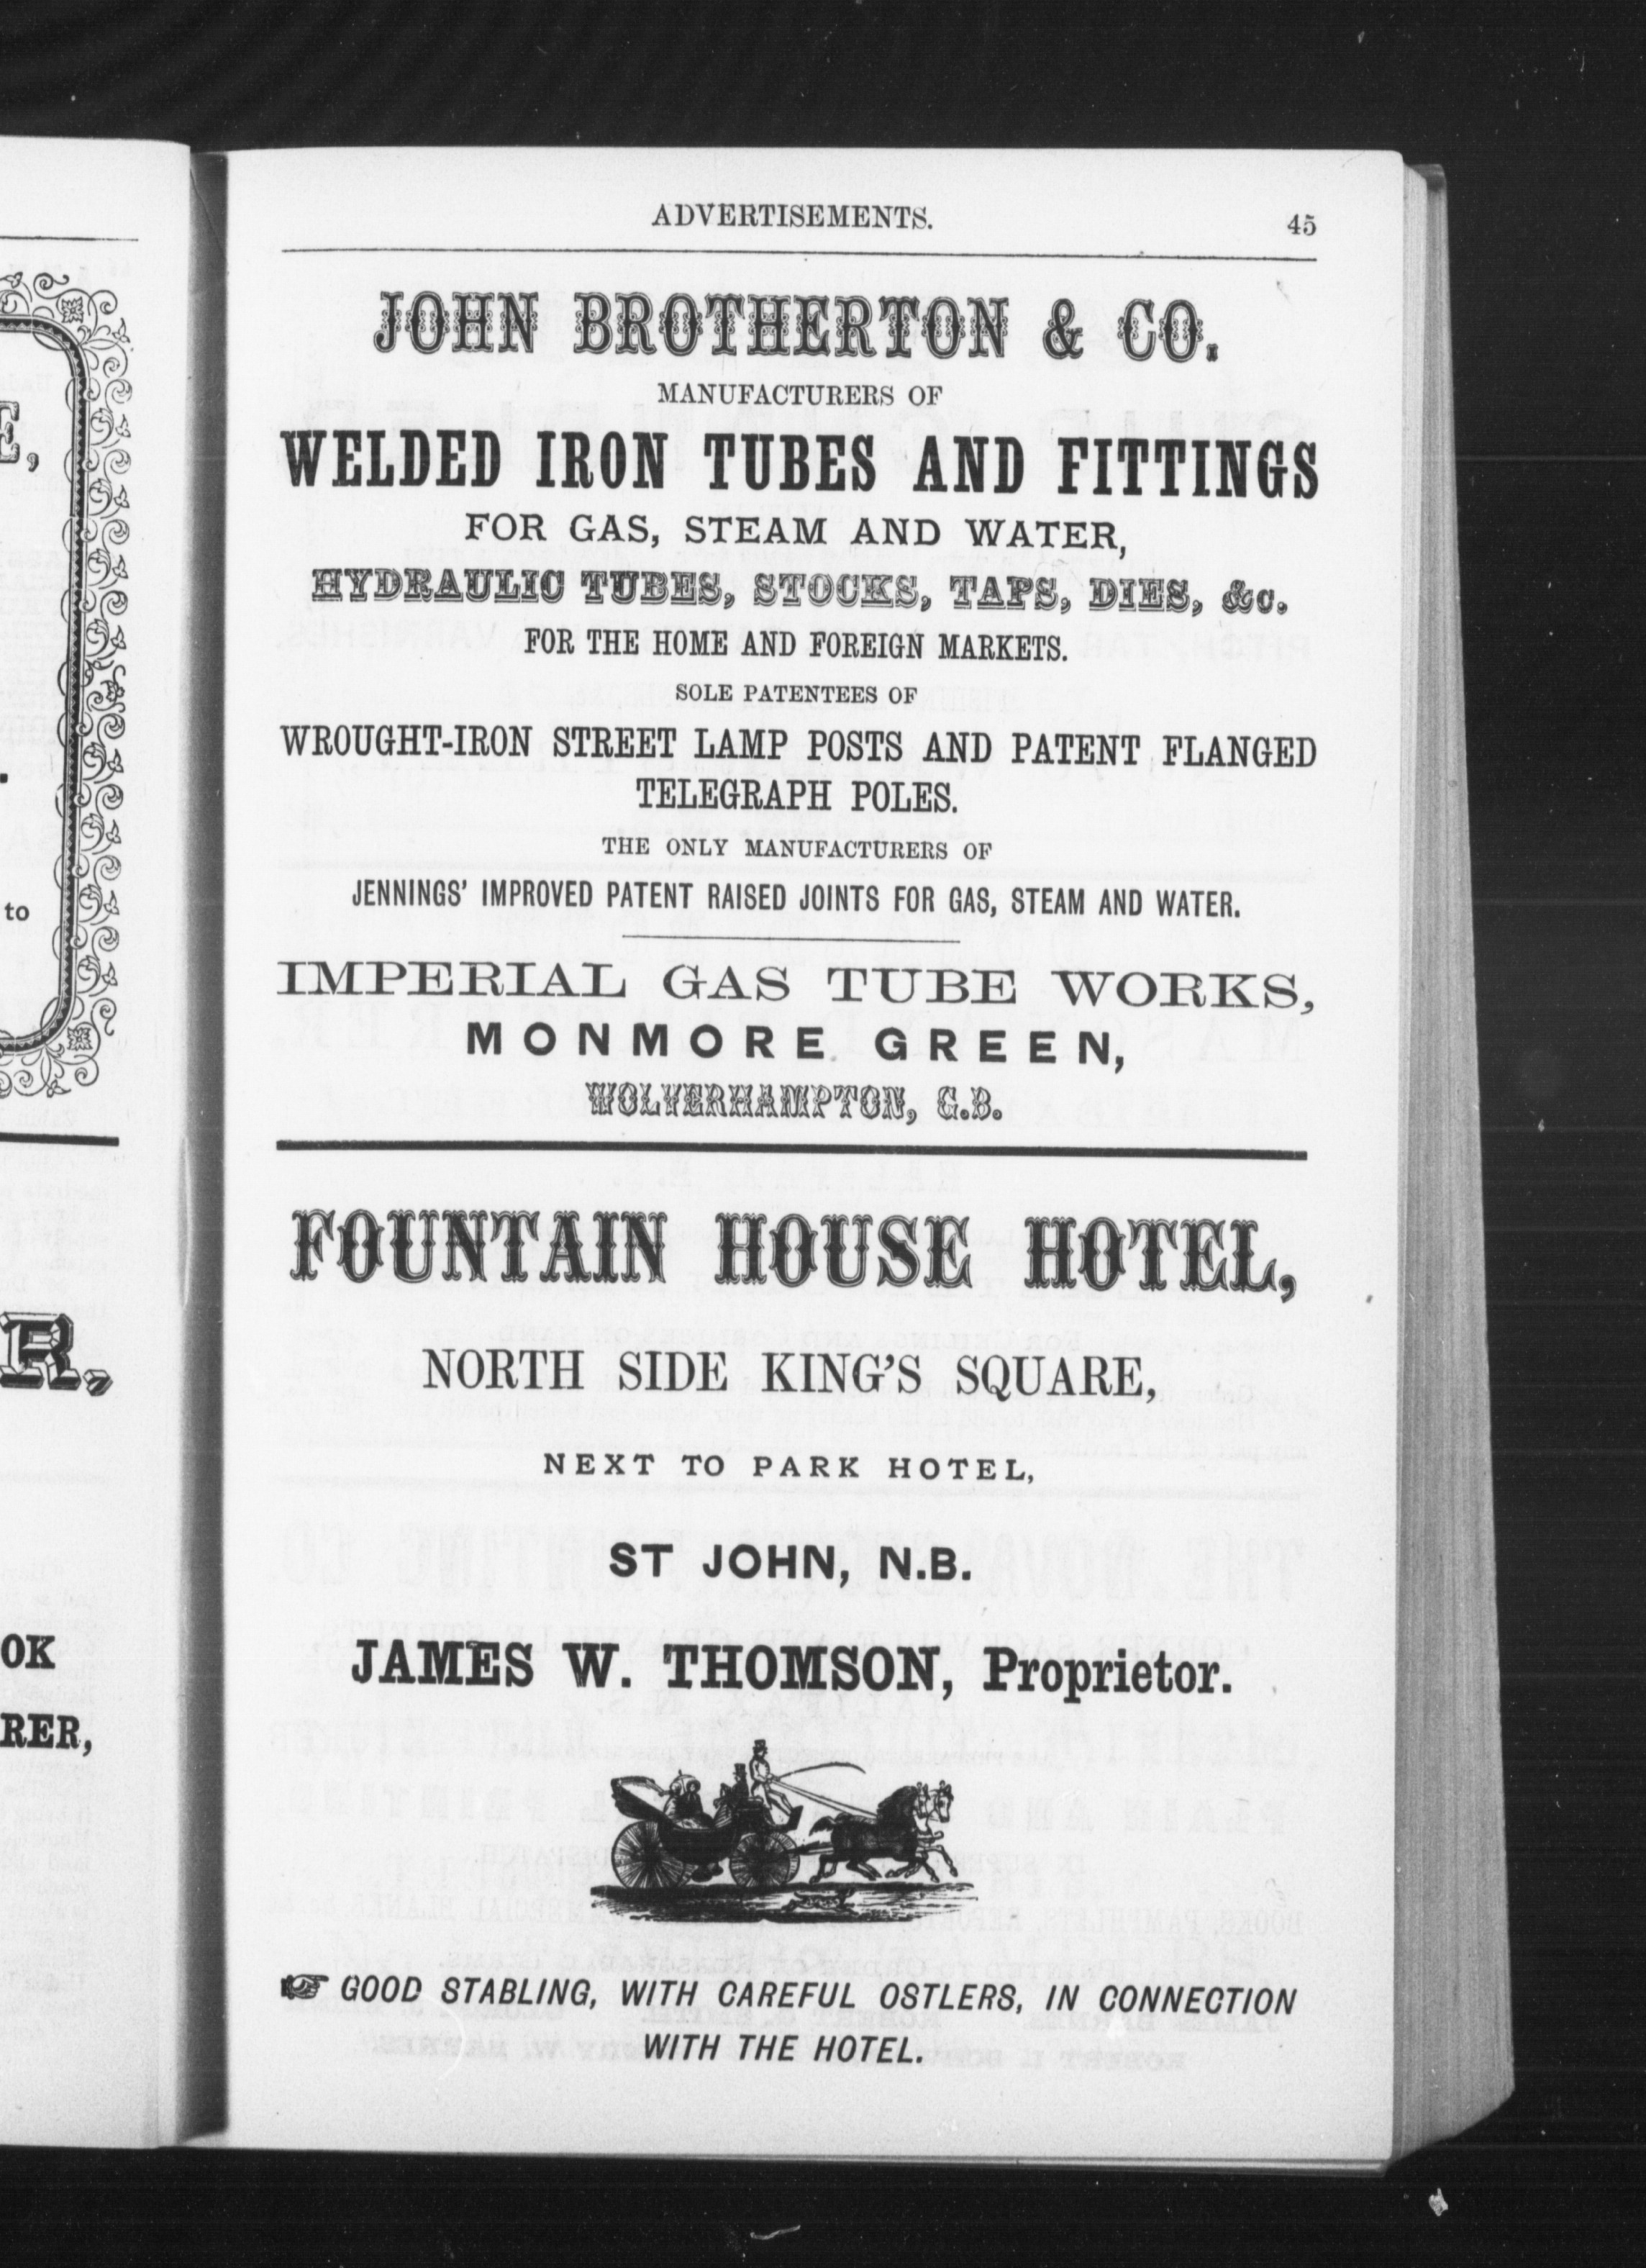 ADVERTISEMENTS.
45
JOHN BROTHERTON & CO.
MANUFACTURERS OF
WELDED IRON TUBES AND FITTINGS
FOR GAS, STEAM AND WATER,
HYDRAULIC TUBES, STOCKS, TAPS, DIES, &c.
FOR THE HOME AND FOREIGN MARKETS.
SOLE PATENTEES OF
WROUGHT-IRON STREET LAMP POSTS AND PATENT FLANGED
TELEGRAPH POLES.
THE ONLY MANUFACTURERS OF
JENNINGS' IMPROVED PATENT RAISED JOINTS FOR GAS, STEAM AND WATER.
IMPERIAL GAS TUBE WORKS,
MONMORE GREEN,
WOLVERHAMPTON, G.B.
FOUNTAIN HOUSE HOTEL,
NORTH SIDE KING'S SQUARE,
NEXT TO PARK HOTEL,
ST JOHN, N.B.
JAMES W. THOMSON, Proprietor.
☞ GOOD STABLING, WITH CAREFUL OSTLERS, IN CONNECTION
WITH THE HOTEL.
E,
to
R.,
OK
RER,